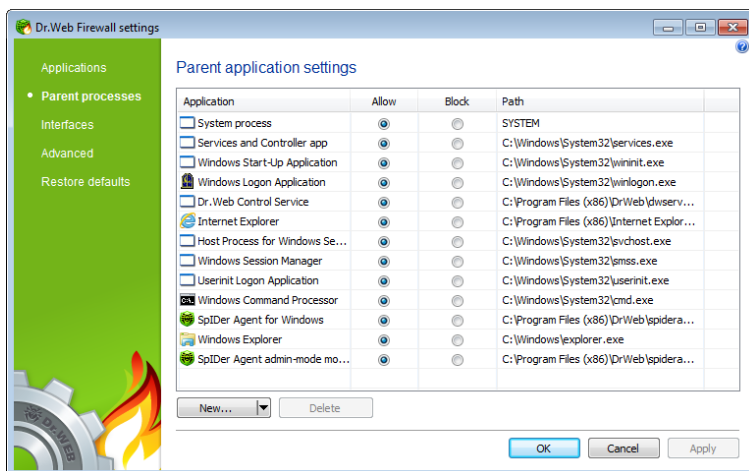 Dr.Web Firewall settings
Applications
Parent processes
Interfaces
Advanced
Restore defaults
Parent application settings
Application Allow Block Path
System process SYSTEM
Services and Controller app C:\Windows\System32\services.exe
Windows Start-Up Application C:\Windows\System32\wininit.exe
Windows Logon Application C:\Windows\System32\winlogon.exe
Dr.Web Control Service C:\Program Files (x86)\DrWeb\dwserv...
Internet Explorer C:\Program Files (x86)\Internet Explor...
Host Process for Windows Se... C:\Windows\System32\svchost.exe
Windows Session Manager C:\Windows\System32\smss.exe
Userinit Logon Application C:\Windows\System32\userinit.exe
Windows Command Processor C:\Windows\System32\cmd.exe
SpIDer Agent for Windows C:\Program Files (x86)\DrWeb\spidera...
Windows Explorer C:\Windows\explorer.exe
SpIDer Agent admin-mode mo... C:\Program Files (x86)\DrWeb\spidera...
New... Delete
OK Cancel Apply
Dr.WEB